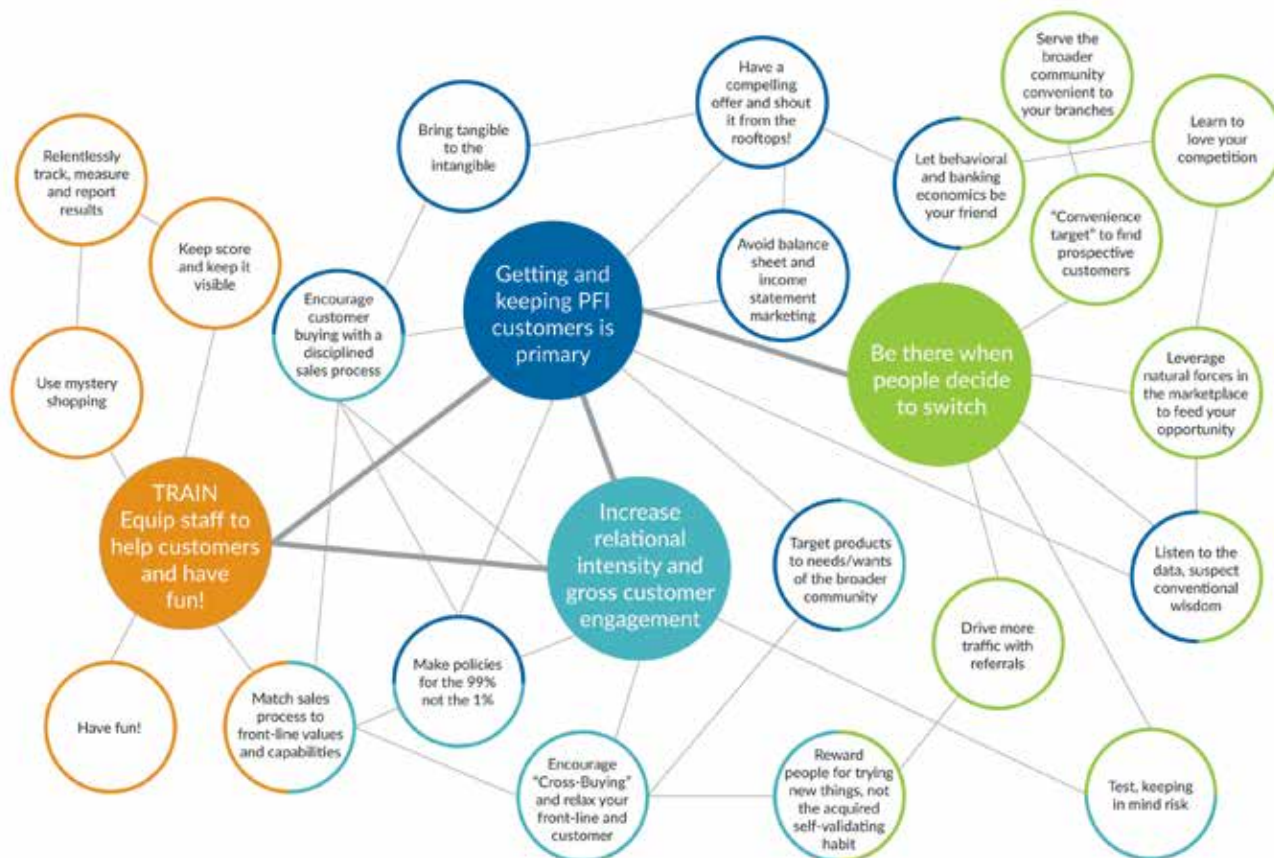 Relentlessly
track, measure
and report
results
Keep score
and keep it
visible
Use mystery
shopping
TRAIN
Equip staff to
help customers
and have
fun!
Have fun!
Match sales
process to
front-line values
and capabilities
Bring tangible
to the
intangible
Encourage
customer
buying with a
disciplined
sales process
Getting and
keeping PFI
customers is
primary
Have a
compelling
offer and shout
it from the
rooftops!
Avoid balance
sheet and
income
statement
marketing
Increase
relational
intensity and
gross customer
engagement
Make policies
for the 99%
not the 1%
Encourage
"Cross-Buying"
and relax your
front-line and
customer
Target products
to needs/wants
of the broader
community
Reward
people for trying
new things, not
the acquired
self-validating
habit
Let behavioral
and banking
economics be
your friend
Serve the
broader
community
convenient to
your branches
Learn to
love your
competition
"Convenience
target" to find
prospective
customers
Be there when
people decide
to switch
Leverage
natural forces in
the marketplace
to feed your
opportunity
Listen to the
data, suspect
conventional
wisdom
Drive more
traffic with
referrals
Test, keeping
in mind risk